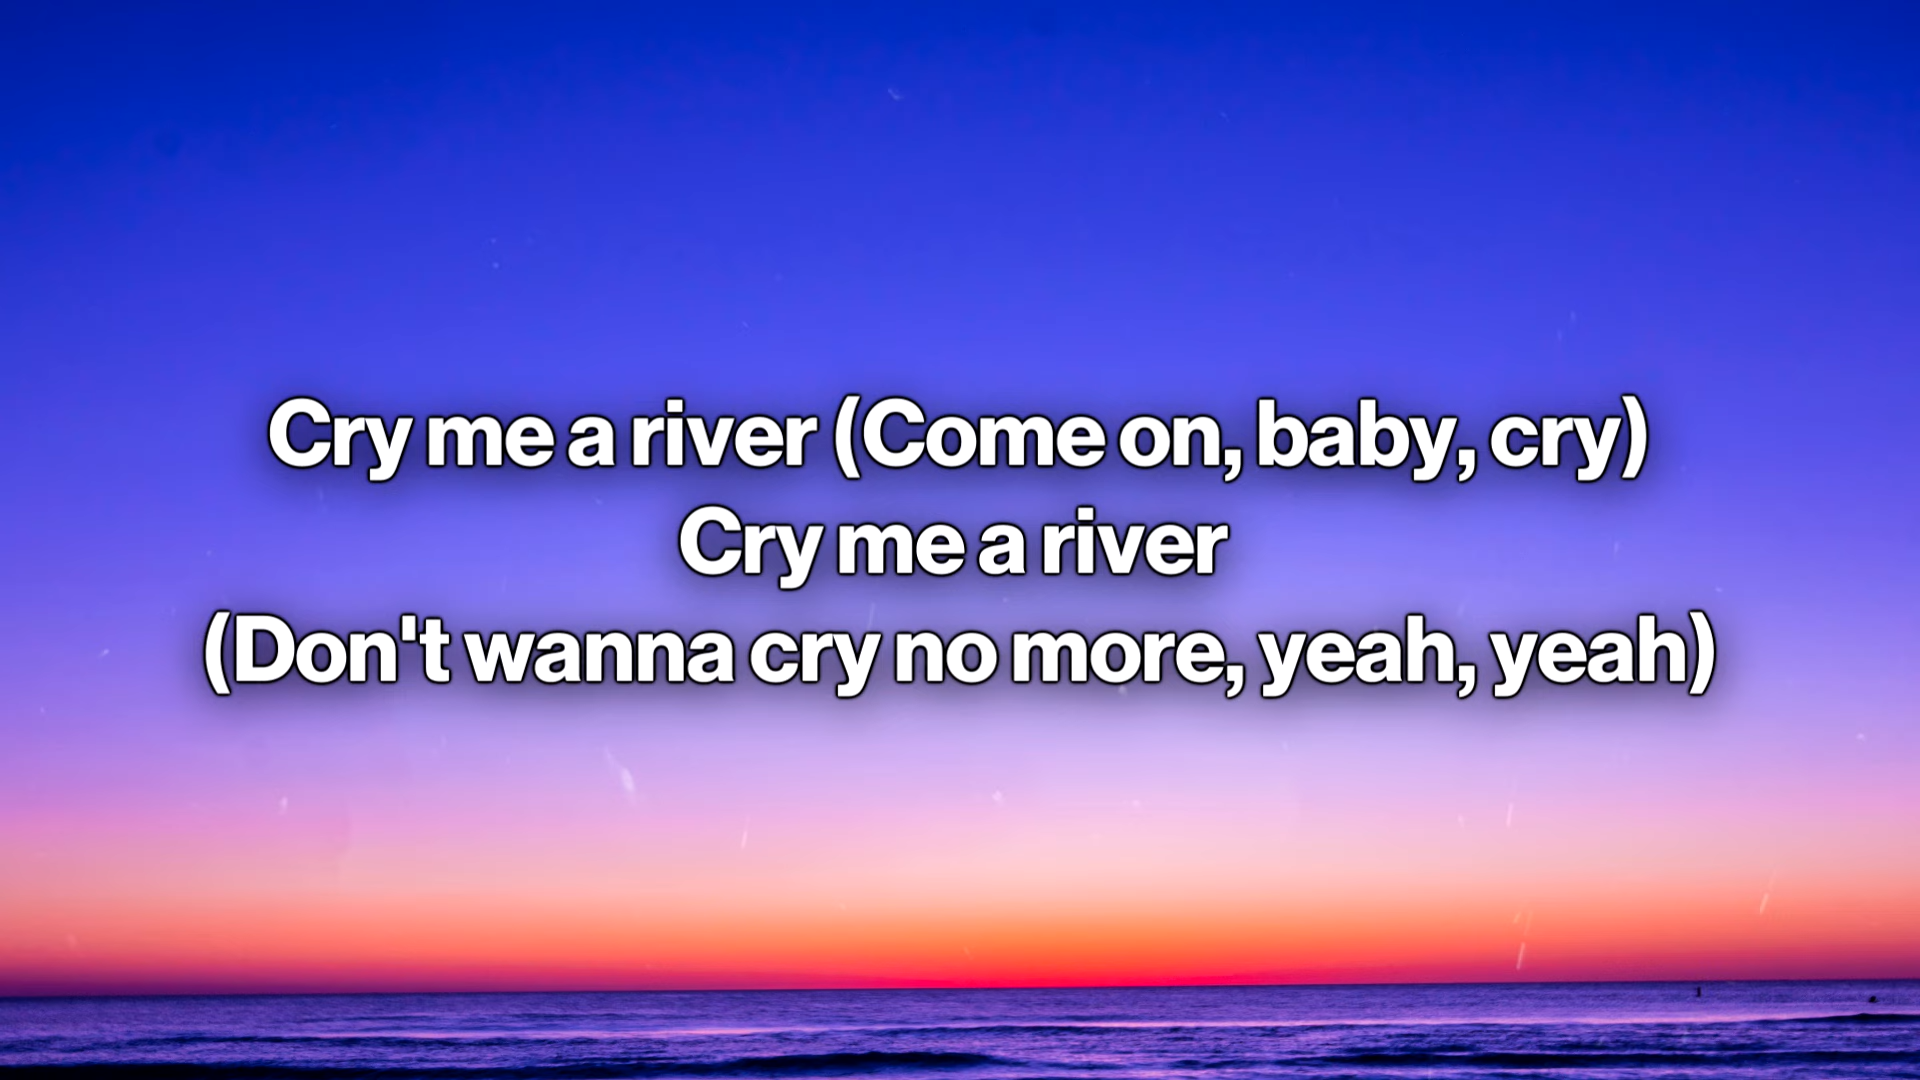 Cry me a river (Come on, baby, cry)
Cry me a river
(Don't wanna cry no more, yeah, yeah)